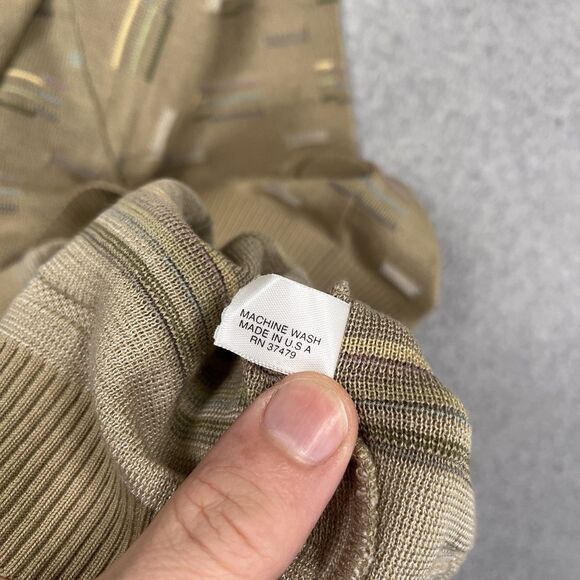 MACHINE WASH
MADE IN U S A
RN 37479